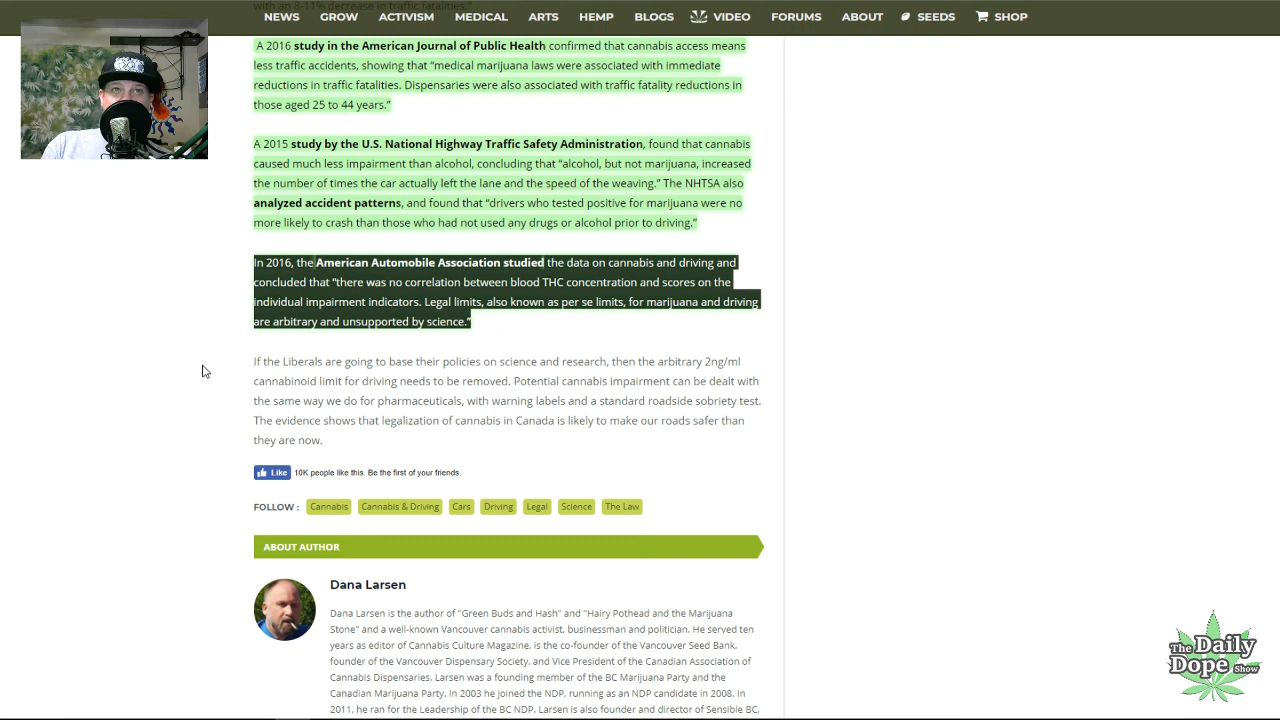 with an 8-11% decrease in traffic fatalities."
NEWS GROW ACTIVISM MEDICAL ARTS HEMP BLOGS VIDEO FORUMS ABOUT SEEDS SHOP
A 2016 study in the American Journal of Public Health confirmed that cannabis access means
less traffic accidents, showing that “medical marijuana laws were associated with immediate
reductions in traffic fatalities. Dispensaries were also associated with traffic fatality reductions in
those aged 25 to 44 years.”
A 2015 study by the U.S. National Highway Traffic Safety Administration, found that cannabis
caused much less impairment than alcohol, concluding that “alcohol, but not marijuana, increased
the number of times the car actually left the lane and the speed of the weaving.” The NHTSA also
analyzed accident patterns, and found that “drivers who tested positive for marijuana were no
more likely to crash than those who had not used any drugs or alcohol prior to driving.”
In 2016, the American Automobile Association studied the data on cannabis and driving and
concluded that “there was no correlation between blood THC concentration and scores on the
individual impairment indicators. Legal limits, also known as per se limits, for marijuana and driving
are arbitrary and unsupported by science.”
If the Liberals are going to base their policies on science and research, then the arbitrary 2ng/ml
cannabinoid limit for driving needs to be removed. Potential cannabis impairment can be dealt with
the same way we do for pharmaceuticals, with warning labels and a standard roadside sobriety test.
The evidence shows that legalization of cannabis in Canada is likely to make our roads safer than
they are now.
Like 10K people like this. Be the first of your friends.
FOLLOW : Cannabis Cannabis & Driving Cars Driving Legal Science The Law
ABOUT AUTHOR
Dana Larsen
Dana Larsen is the author of "Green Buds and Hash" and "Hairy Pothead and the Marijuana
Stone" and a well-known Vancouver cannabis activist, businessman and politician. He served ten
years as editor of Cannabis Culture Magazine, is the co-founder of the Vancouver Seed Bank,
founder of the Vancouver Dispensary Society, and Vice President of the Canadian Association of
Cannabis Dispensaries. Larsen was a founding member of the BC Marijuana Party and the
Canadian Marijuana Party. In 2003 he joined the NDP, running as an NDP candidate in 2008. In
2011, he ran for the Leadership of the BC NDP. Larsen is also founder and director of Sensible BC,
The Daily
Dope Show